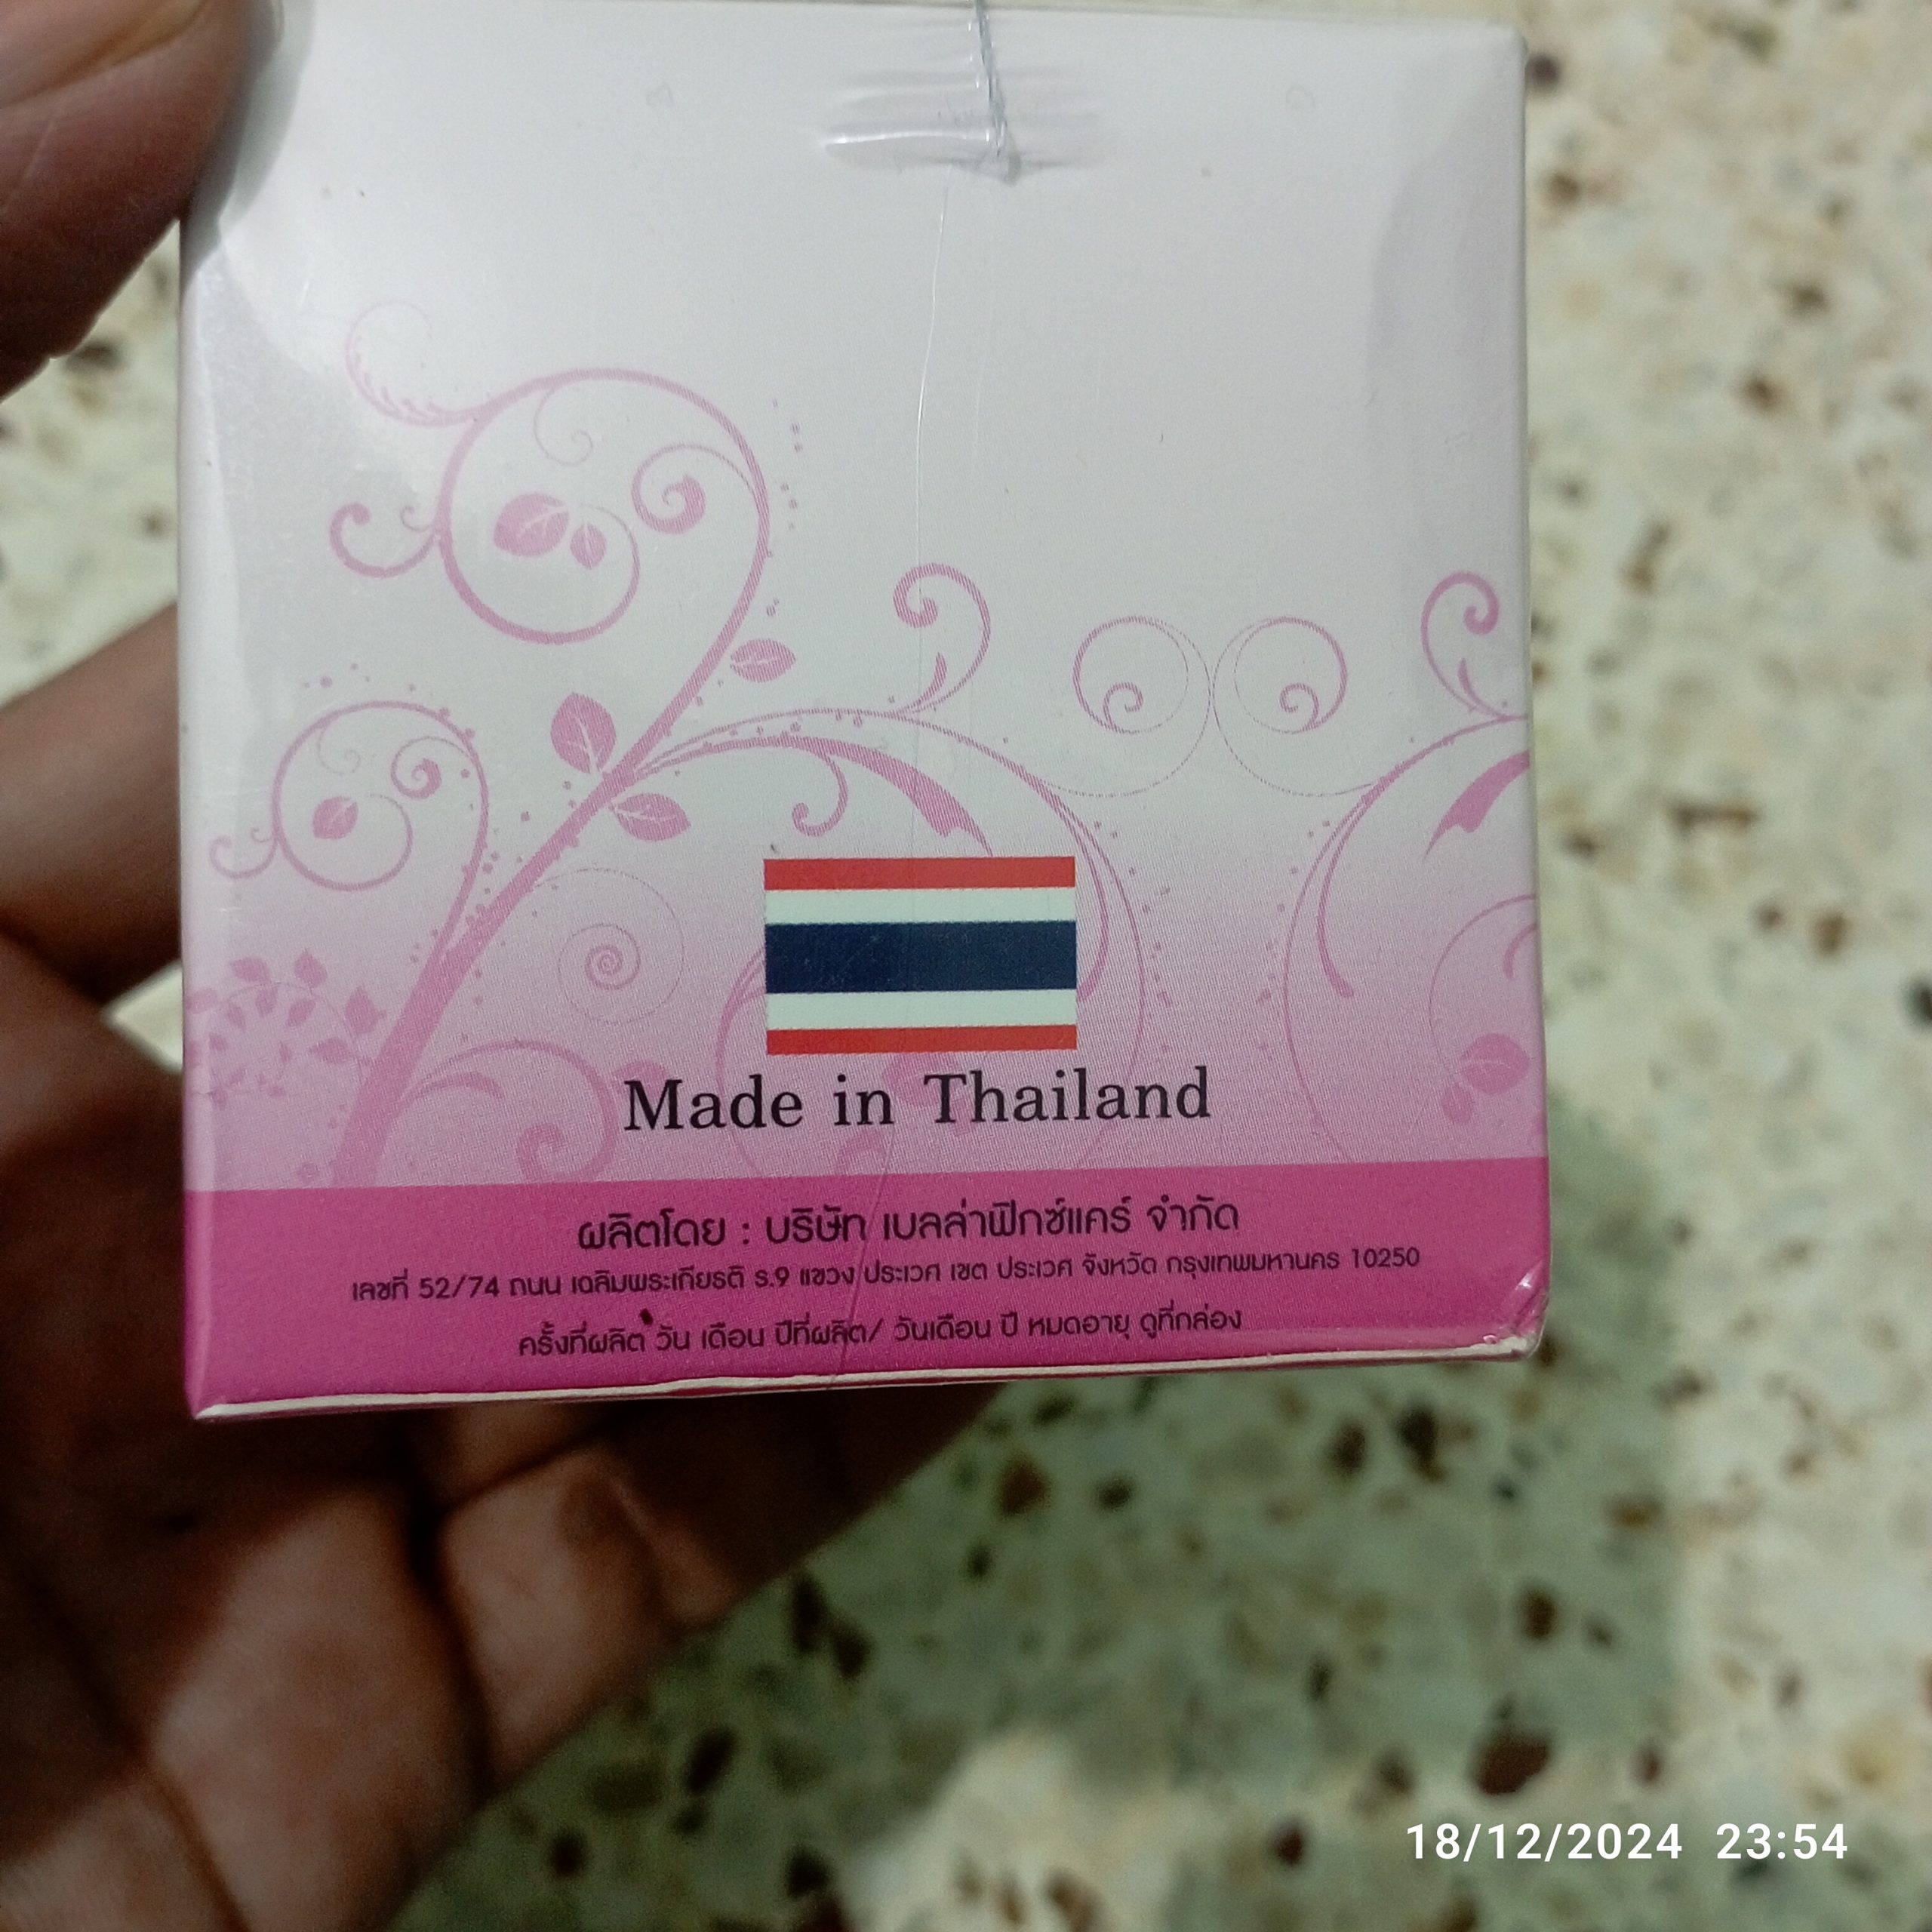 Made in Thailand
ผลิตโดย : บริษัท เบลล่าฟิกซ์แคร์ จำกัด
เลขที่ 52/74 ถนน เฉลิมพระเกียรติ ร.9 แขวง ประเวศ เขต ประเวศ จังหวัด กรุงเทพมหานคร 10250
ครั้งที่ผลิต วัน เดือน ปีที่ผลิต/ วันเดือน ปี หมดอายุ ดูที่กล่อง
18/12/2024 23:54